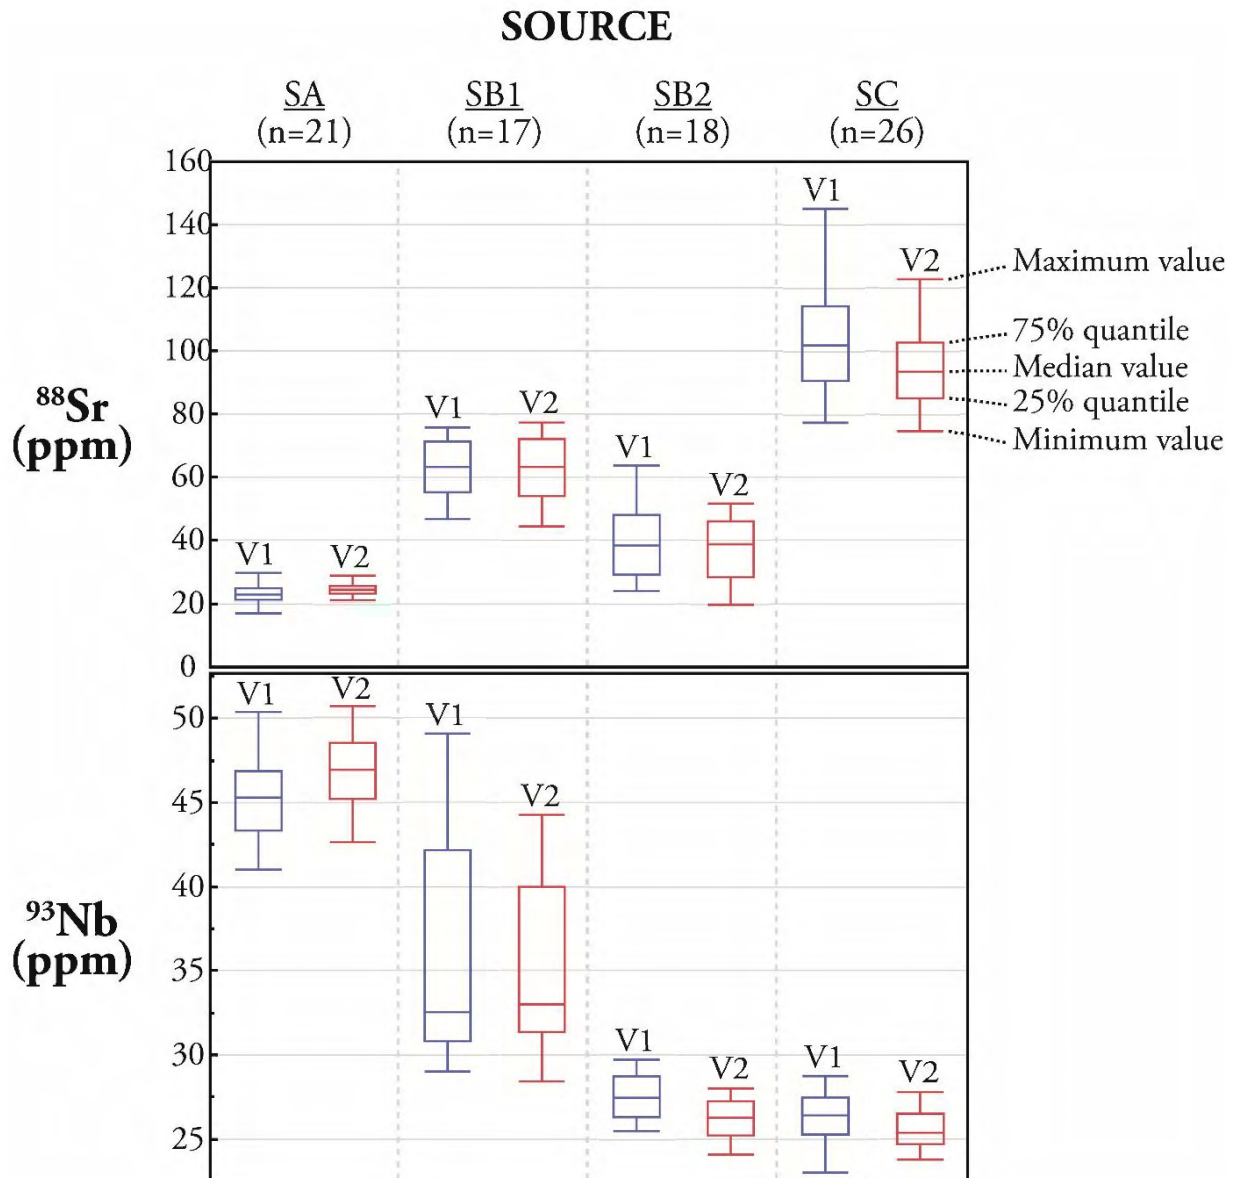 SOURCE
SA SB1 SB2 SC
(n=21) (n=17) (n=18) (n=26)
160
140
120
100
80
60
40
20
0
⁸⁸Sr
(ppm)
V1 V2
V1 V2
V1 V2
V1 V2
Maximum value
75% quantile
Median value
25% quantile
Minimum value
50
45
40
35
30
25
⁹³Nb
(ppm)
V1 V2
V1 V2
V1 V2
V1 V2